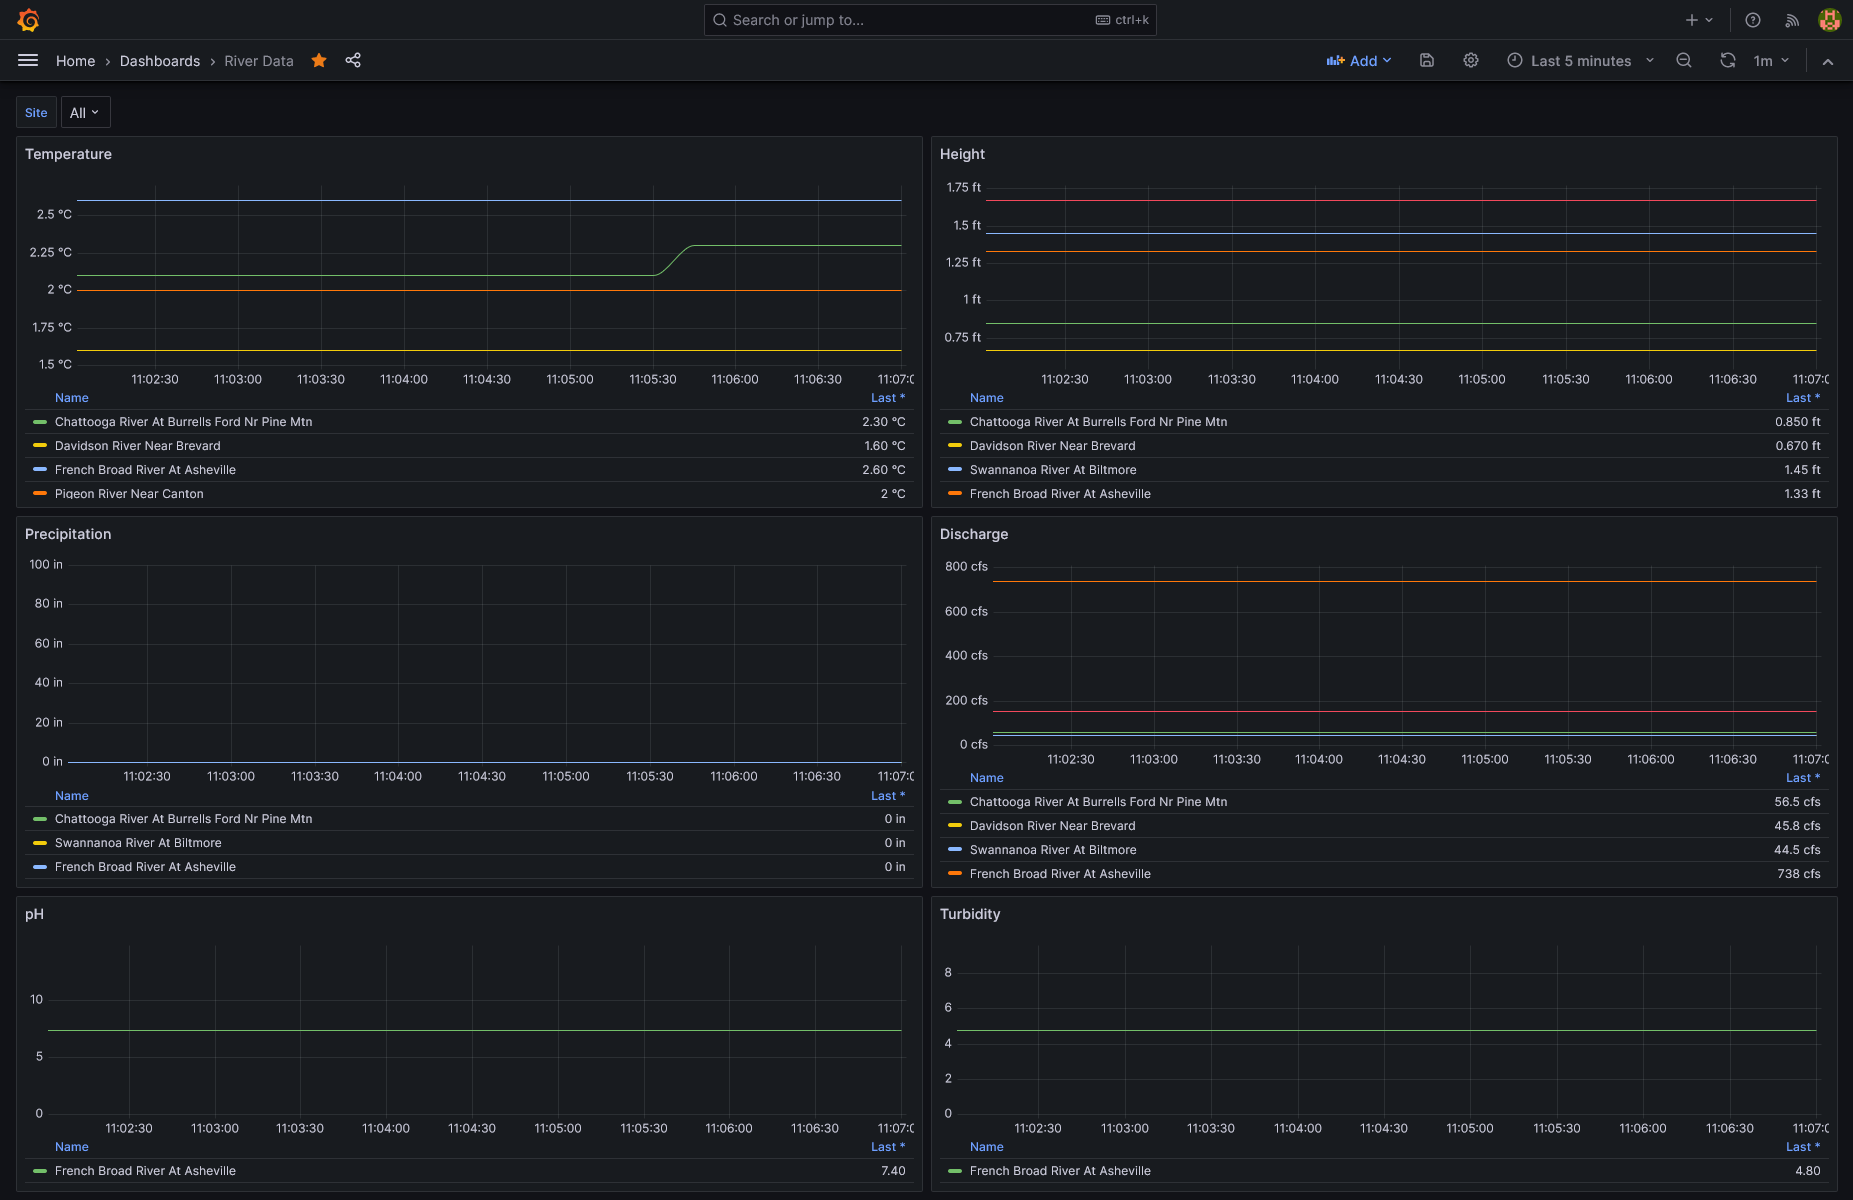 Search or jump to... ctrl+k
Home › Dashboards › River Data Add Last 5 minutes 1m
Site All
Temperature
2.5 °C
2.25 °C
2 °C
1.75 °C
1.5 °C
11:02:30 11:03:00 11:03:30 11:04:00 11:04:30 11:05:00 11:05:30 11:06:00 11:06:30 11:07:0
Name Last *
Chattooga River At Burrells Ford Nr Pine Mtn 2.30 °C
Davidson River Near Brevard 1.60 °C
French Broad River At Asheville 2.60 °C
Pigeon River Near Canton 2 °C
Height
1.75 ft
1.5 ft
1.25 ft
1 ft
0.75 ft
11:02:30 11:03:00 11:03:30 11:04:00 11:04:30 11:05:00 11:05:30 11:06:00 11:06:30 11:07:0
Name Last *
Chattooga River At Burrells Ford Nr Pine Mtn 0.850 ft
Davidson River Near Brevard 0.670 ft
Swannanoa River At Biltmore 1.45 ft
French Broad River At Asheville 1.33 ft
Precipitation
100 in
80 in
60 in
40 in
20 in
0 in
11:02:30 11:03:00 11:03:30 11:04:00 11:04:30 11:05:00 11:05:30 11:06:00 11:06:30 11:07:0
Name Last *
Chattooga River At Burrells Ford Nr Pine Mtn 0 in
Swannanoa River At Biltmore 0 in
French Broad River At Asheville 0 in
Discharge
800 cfs
600 cfs
400 cfs
200 cfs
0 cfs
11:02:30 11:03:00 11:03:30 11:04:00 11:04:30 11:05:00 11:05:30 11:06:00 11:06:30 11:07:0
Name Last *
Chattooga River At Burrells Ford Nr Pine Mtn 56.5 cfs
Davidson River Near Brevard 45.8 cfs
Swannanoa River At Biltmore 44.5 cfs
French Broad River At Asheville 738 cfs
pH
10
5
0
11:02:30 11:03:00 11:03:30 11:04:00 11:04:30 11:05:00 11:05:30 11:06:00 11:06:30 11:07:0
Name Last *
French Broad River At Asheville 7.40
Turbidity
8
6
4
2
0
11:02:30 11:03:00 11:03:30 11:04:00 11:04:30 11:05:00 11:05:30 11:06:00 11:06:30 11:07:0
Name Last *
French Broad River At Asheville 4.80